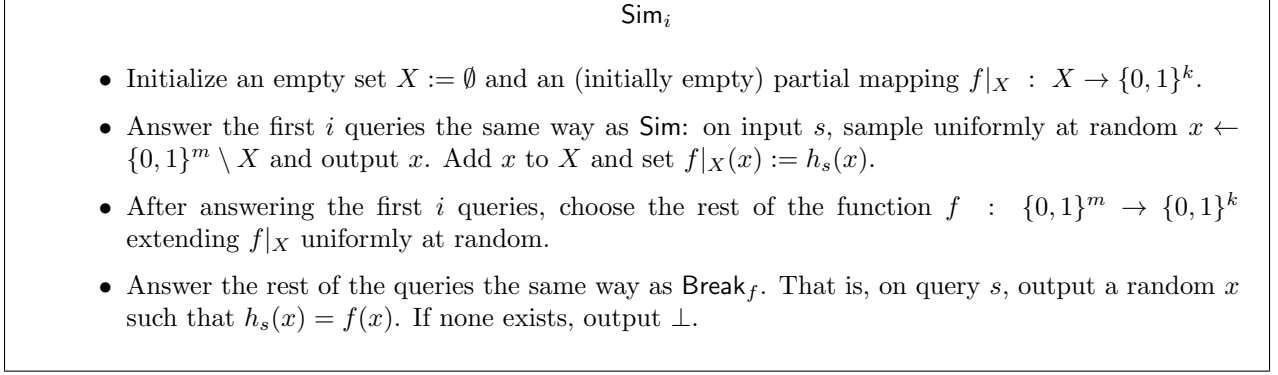 Sim_i
• Initialize an empty set X := ∅ and an (initially empty) partial mapping f|_X : X → {0, 1}^k.
• Answer the first i queries the same way as Sim: on input s, sample uniformly at random x ←
{0, 1}^m \ X and output x. Add x to X and set f|_X(x) := h_s(x).
• After answering the first i queries, choose the rest of the function f : {0, 1}^m → {0, 1}^k
extending f|_X uniformly at random.
• Answer the rest of the queries the same way as Break_f. That is, on query s, output a random x
such that h_s(x) = f(x). If none exists, output ⊥.